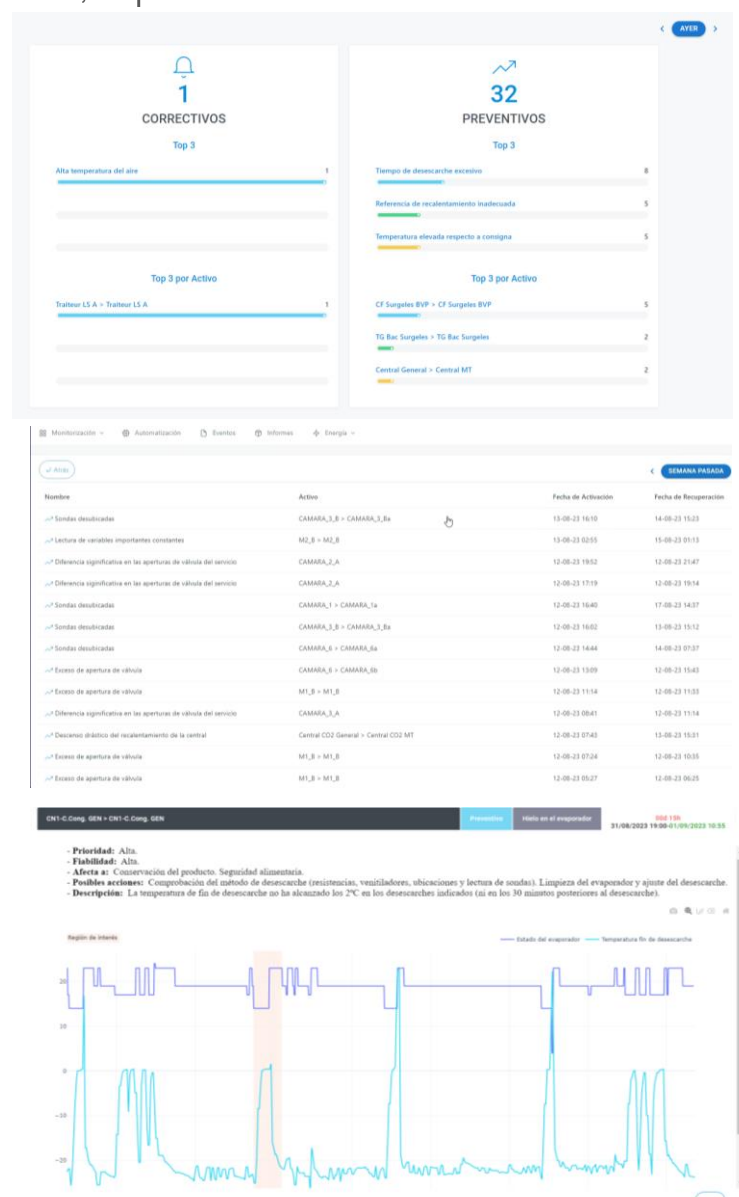 AYER
1
CORRECTIVOS
Top 3
Alta temperatura del aire 1
Top 3 por Activo
Traiteur LS A > Traiteur LS A 1
32
PREVENTIVOS
Top 3
Tiempo de desescarche excesivo 8
Referencia de recalentamiento inadecuada 5
Temperatura elevada respecto a consigna 5
Top 3 por Activo
CF Surgeles BVP > CF Surgeles BVP 5
TG Bac Surgeles > TG Bac Surgeles 2
Central General > Central MT 2
Monitorización Automatización Eventos Informes Energía
Atrás SEMANA PASADA
Nombre Activo Fecha de Activación Fecha de Recuperación
Sondas desubicadas CAMARA_3_B > CAMARA_3_Ba 13-08-23 16:10 14-08-23 15:23
Lectura de variables importantes constantes M2_B > M2_B 13-08-23 02:55 15-08-23 01:13
Diferencia siginificativa en las aperturas de válvula del servicio CAMARA_2_A 12-08-23 19:52 12-08-23 21:47
Diferencia siginificativa en las aperturas de válvula del servicio CAMARA_2_A 12-08-23 17:19 12-08-23 19:14
Sondas desubicadas CAMARA_1 > CAMARA_1a 12-08-23 16:40 17-08-23 14:37
Sondas desubicadas CAMARA_3_B > CAMARA_3_Ba 12-08-23 16:02 13-08-23 15:12
Sondas desubicadas CAMARA_6 > CAMARA_6a 12-08-23 14:44 14-08-23 07:37
Exceso de apertura de válvula CAMARA_6 > CAMARA_6b 12-08-23 13:09 12-08-23 15:43
Exceso de apertura de válvula M1_B > M1_B 12-08-23 11:14 12-08-23 11:53
Diferencia siginificativa en las aperturas de válvula del servicio CAMARA_3_A 12-08-23 08:41 12-08-23 11:14
Descenso drástico del recalentamiento de la central Central CO2 General > Central CO2 MT 12-08-23 07:43 13-08-23 15:31
Exceso de apertura de válvula M1_B > M1_B 12-08-23 07:24 12-08-23 10:35
Exceso de apertura de válvula M1_B > M1_B 12-08-23 05:27 12-08-23 06:25
CN1-C.Cong. GEN > CN1-C.Cong. GEN Preventivo Hielo en el evaporador 00d 15h
31/08/2023 19:00-01/09/2023 10:55
- Prioridad: Alta.
- Fiabilidad: Alta.
- Afecta a: Conservación del producto. Seguridad alimentaria.
- Posibles acciones: Comprobación del método de desescarche (resistencias, ventiladores, ubicaciones y lectura de sondas). Limpieza del evaporador y ajuste del desescarche.
- Descripción: La temperatura de fin de desescarche no ha alcanzado los 2ºC en los desescarches indicados (ni en los 30 minutos posteriores al desescarche).
Región de interés
Estado del evaporador Temperatura fin de desescarche
20
10
0
−10
−20